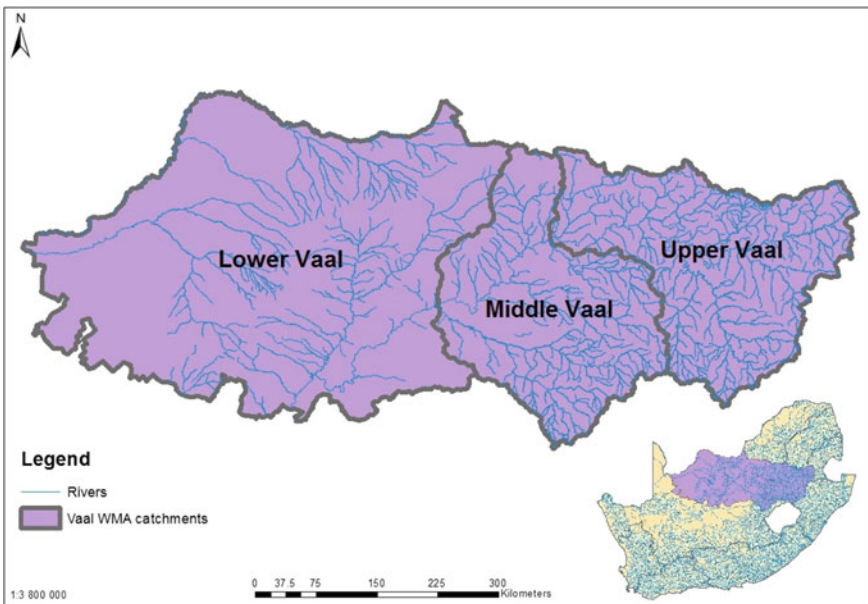 N
Lower Vaal
Upper Vaal
Middle Vaal
Legend
Rivers
Vaal WMA catchments
1:3 800 000
0 37.5 75 150 225 300
Kilometers